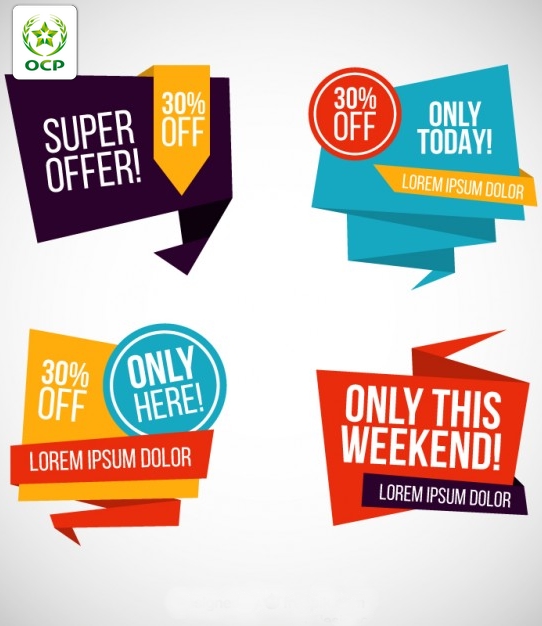 OCP
SUPER
OFFER!
30%
OFF
30%
OFF
ONLY
TODAY!
LOREM IPSUM DOLOR
30%
OFF
ONLY
HERE!
LOREM IPSUM DOLOR
ONLY THIS
WEEKEND!
LOREM IPSUM DOLOR